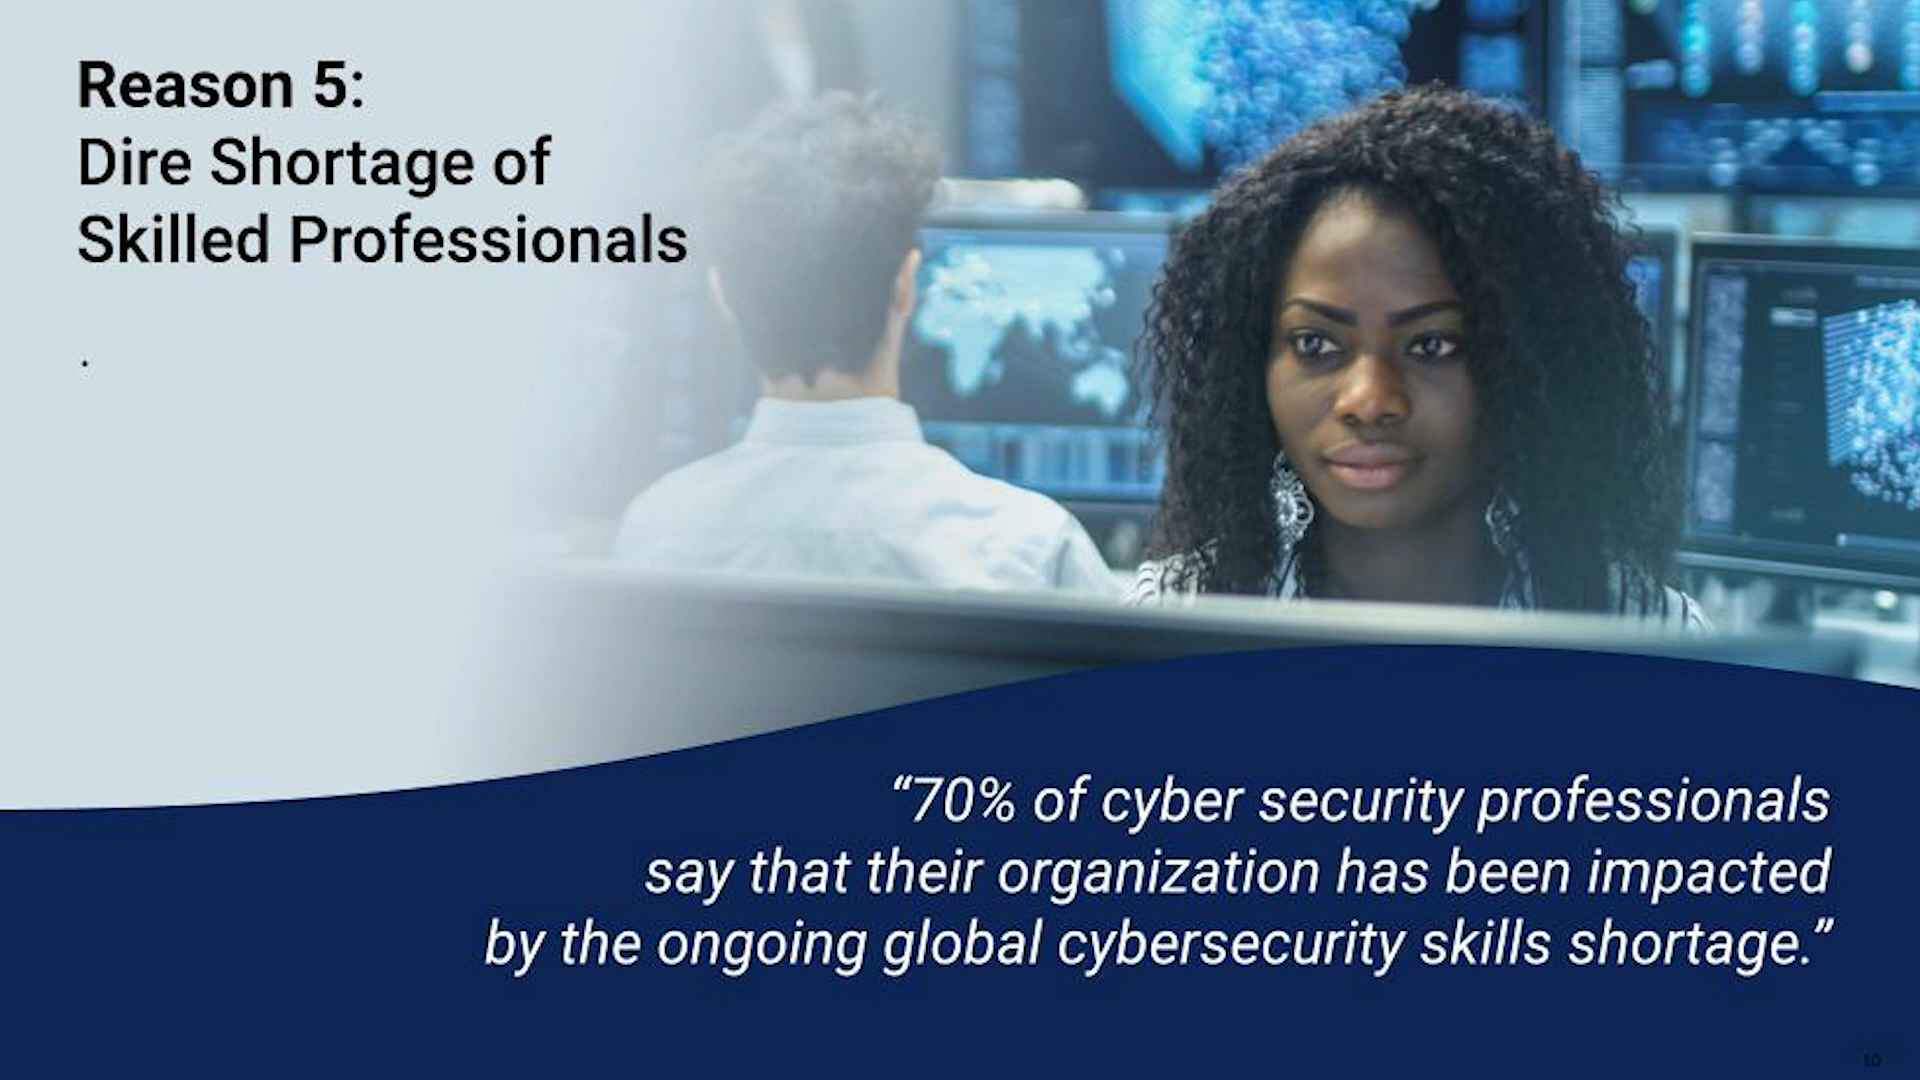 Reason 5:
Dire Shortage of
Skilled Professionals
.
“70% of cyber security professionals
say that their organization has been impacted
by the ongoing global cybersecurity skills shortage.”
10